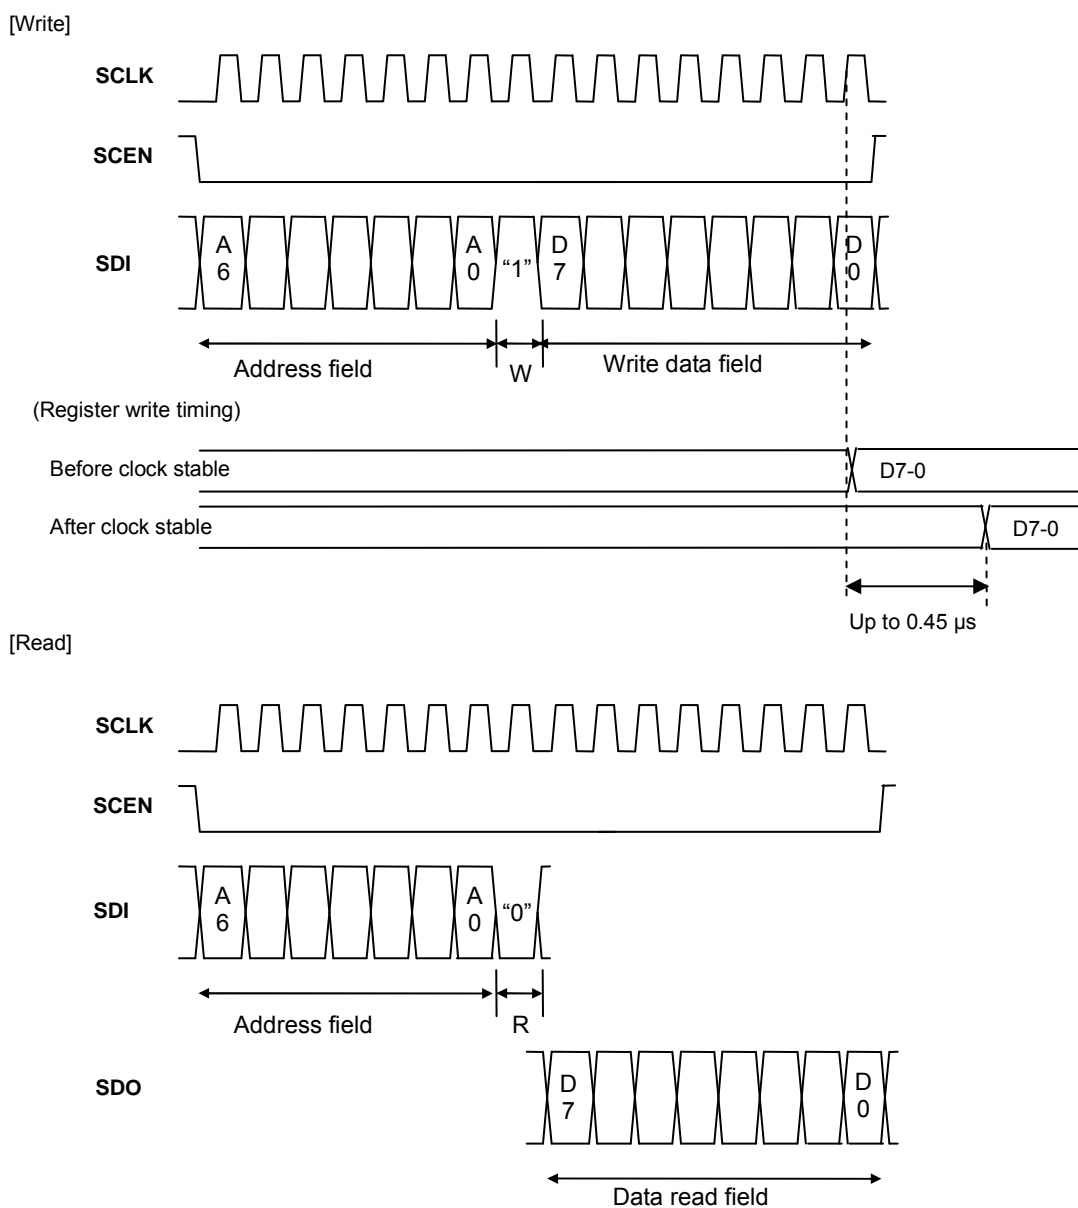 [Write]
SCLK
SCEN
SDI
A
6
A
0
“1”
D
7
D
0
Address field
W
Write data field
(Register write timing)
Before clock stable
D7-0
After clock stable
D7-0
Up to 0.45 μs
[Read]
SCLK
SCEN
SDI
A
6
A
0
“0”
Address field
R
SDO
D
7
D
0
Data read field